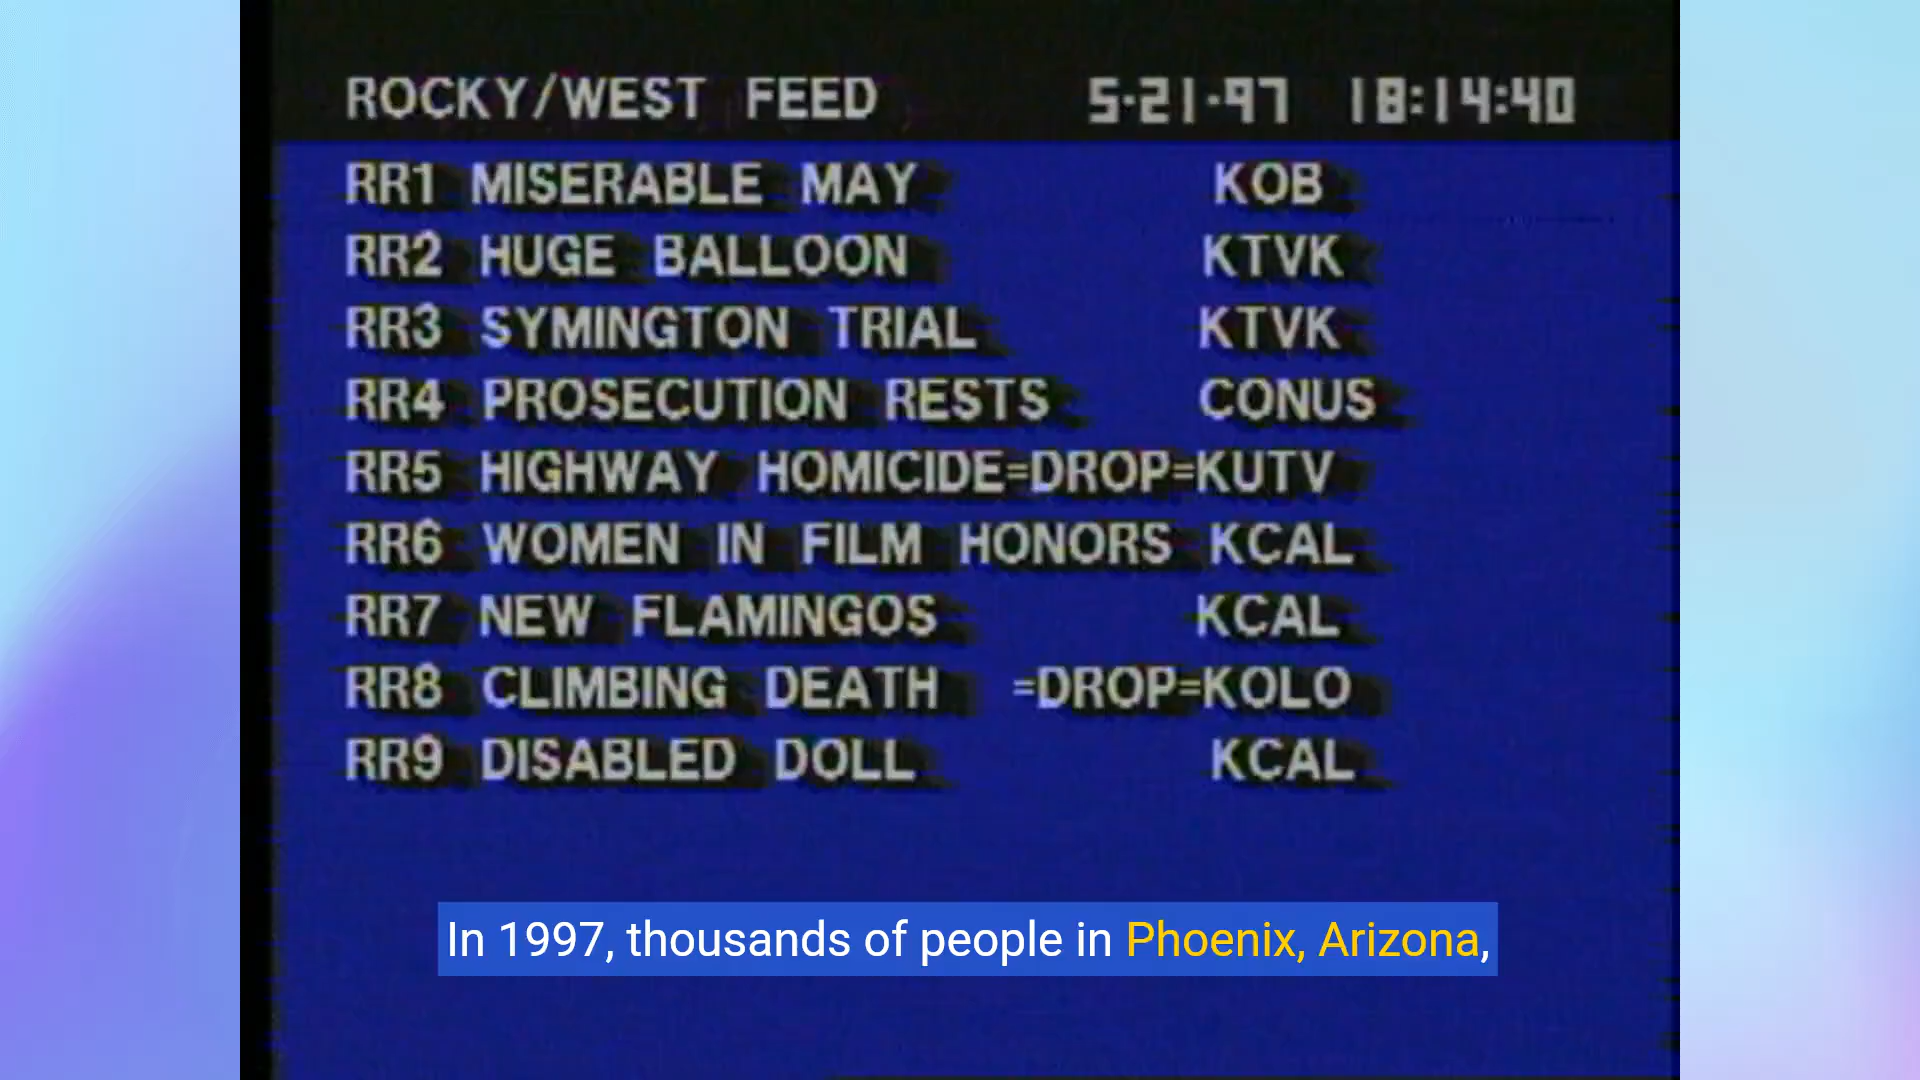 ROCKY/WEST FEED 5-21-97 18:14:40
RR1 MISERABLE MAY KOB
RR2 HUGE BALLOON KTVK
RR3 SYMINGTON TRIAL KTVK
RR4 PROSECUTION RESTS CONUS
RR5 HIGHWAY HOMICIDE=DROP=KUTV
RR6 WOMEN IN FILM HONORS KCAL
RR7 NEW FLAMINGOS KCAL
RR8 CLIMBING DEATH =DROP=KOLO
RR9 DISABLED DOLL KCAL
In 1997, thousands of people in Phoenix, Arizona,